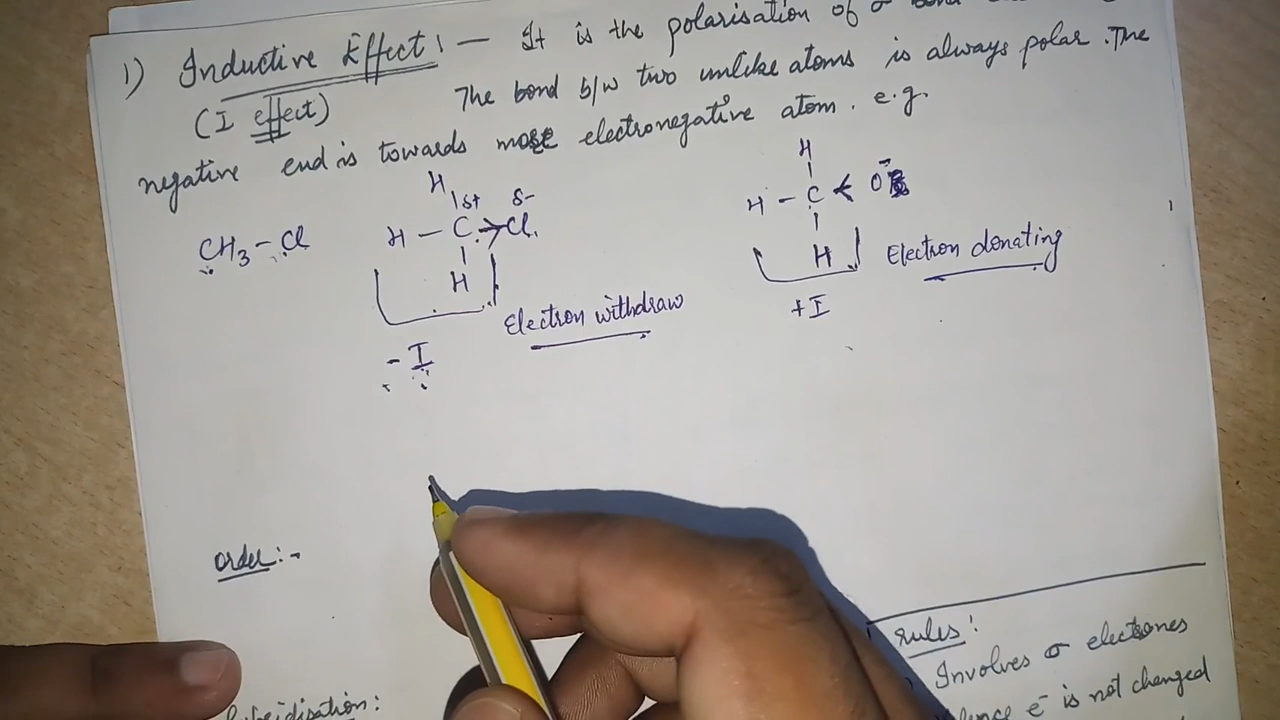 1) Inductive Effect :- It is the polarisation of σ bond
(I effect) The bond b/w two unlike atoms is always polar. The
negative end is towards more electronegative atom. e.g.
CH3 - Cl
H
δ+ δ-
H - C → Cl
H
- I
Electron withdraw
H
H - C < O-
H
+ I
Electron donating
order :-
rules :
Involves σ electrones
e- is not changed